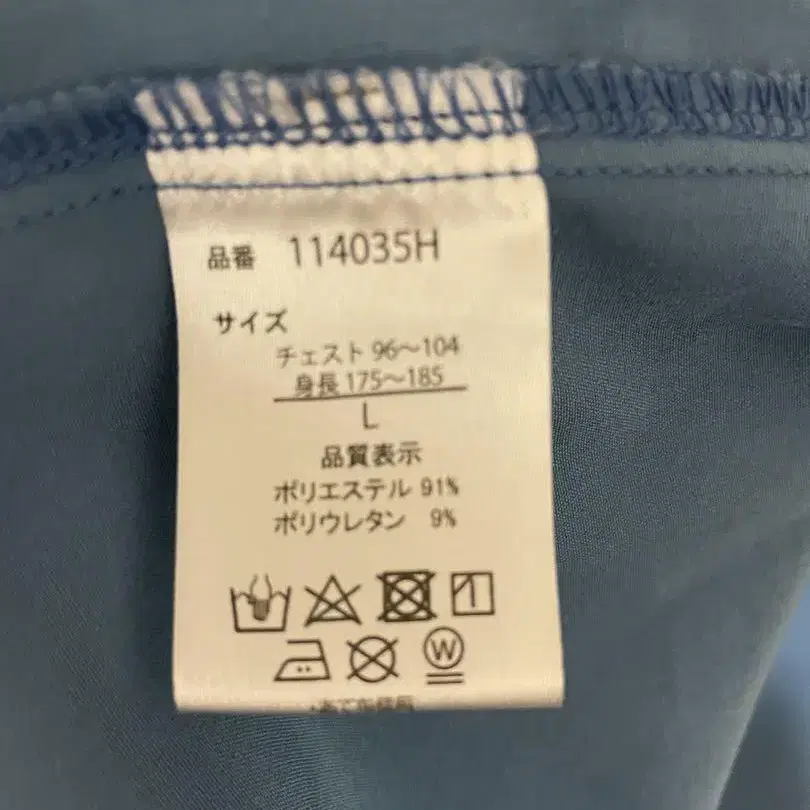 品番 114035H
サイズ
チェスト 96～104
身長 175～185
L
品質表示
ポリエステル 91%
ポリウレタン 9%
W